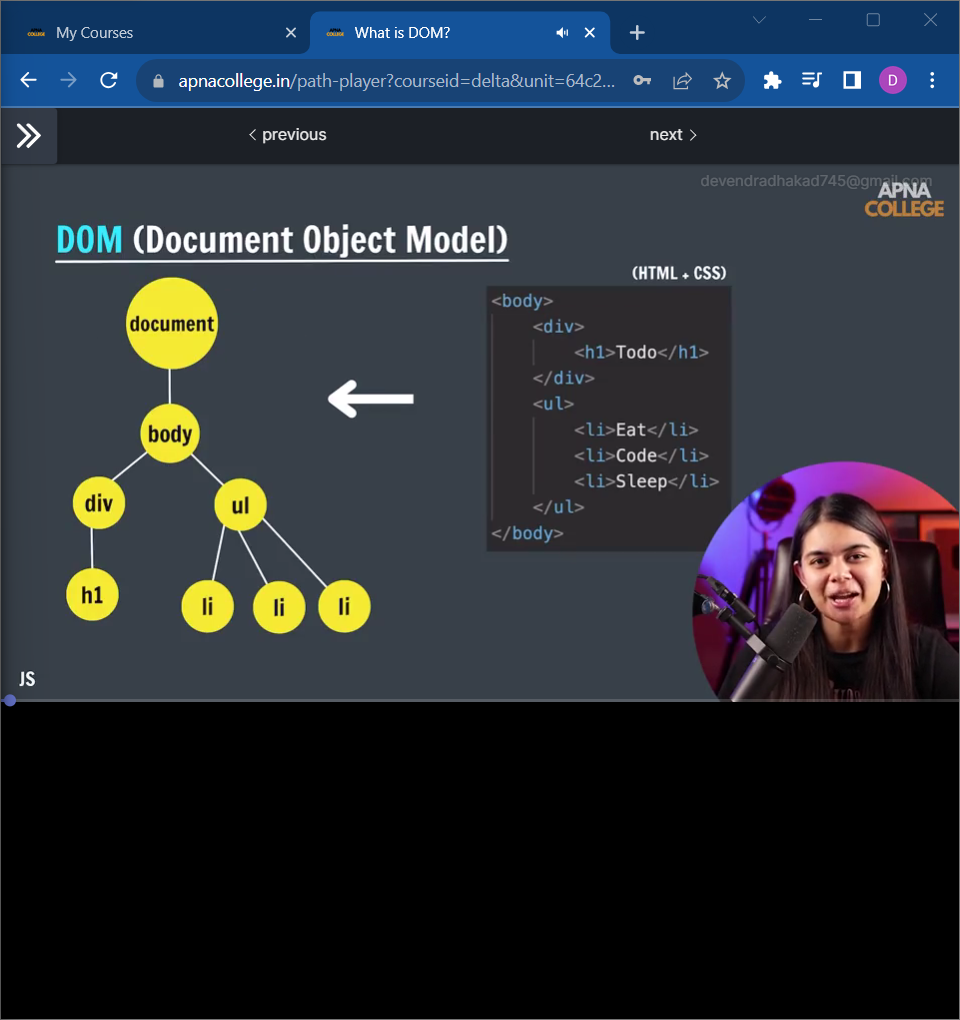 My Courses
What is DOM?
apnacollege.in/path-player?courseid=delta&unit=64c2...
D
previous
next
devendradhakad745@gmail.com
APNA
COLLEGE
DOM (Document Object Model)
(HTML + CSS)
document
body
div
ul
h1
li
li
li
<body>
<div>
<h1>Todo</h1>
</div>
<ul>
<li>Eat</li>
<li>Code</li>
<li>Sleep</li>
</ul>
</body>
JS